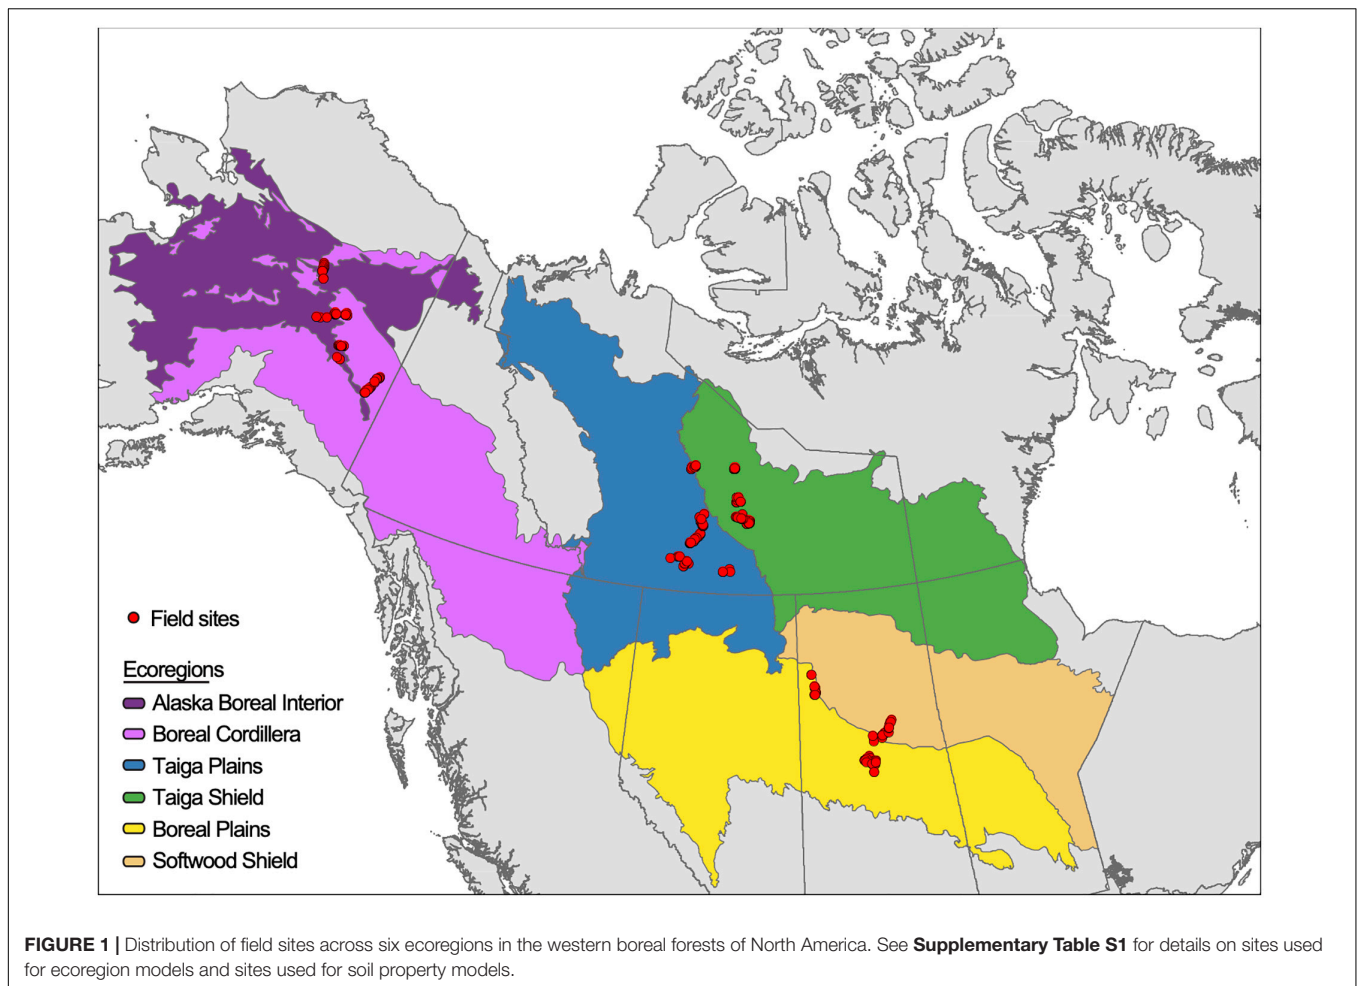 Field sites
Ecoregions
Alaska Boreal Interior
Boreal Cordillera
Taiga Plains
Taiga Shield
Boreal Plains
Softwood Shield
FIGURE 1 | Distribution of field sites across six ecoregions in the western boreal forests of North America. See Supplementary Table S1 for details on sites used
for ecoregion models and sites used for soil property models.